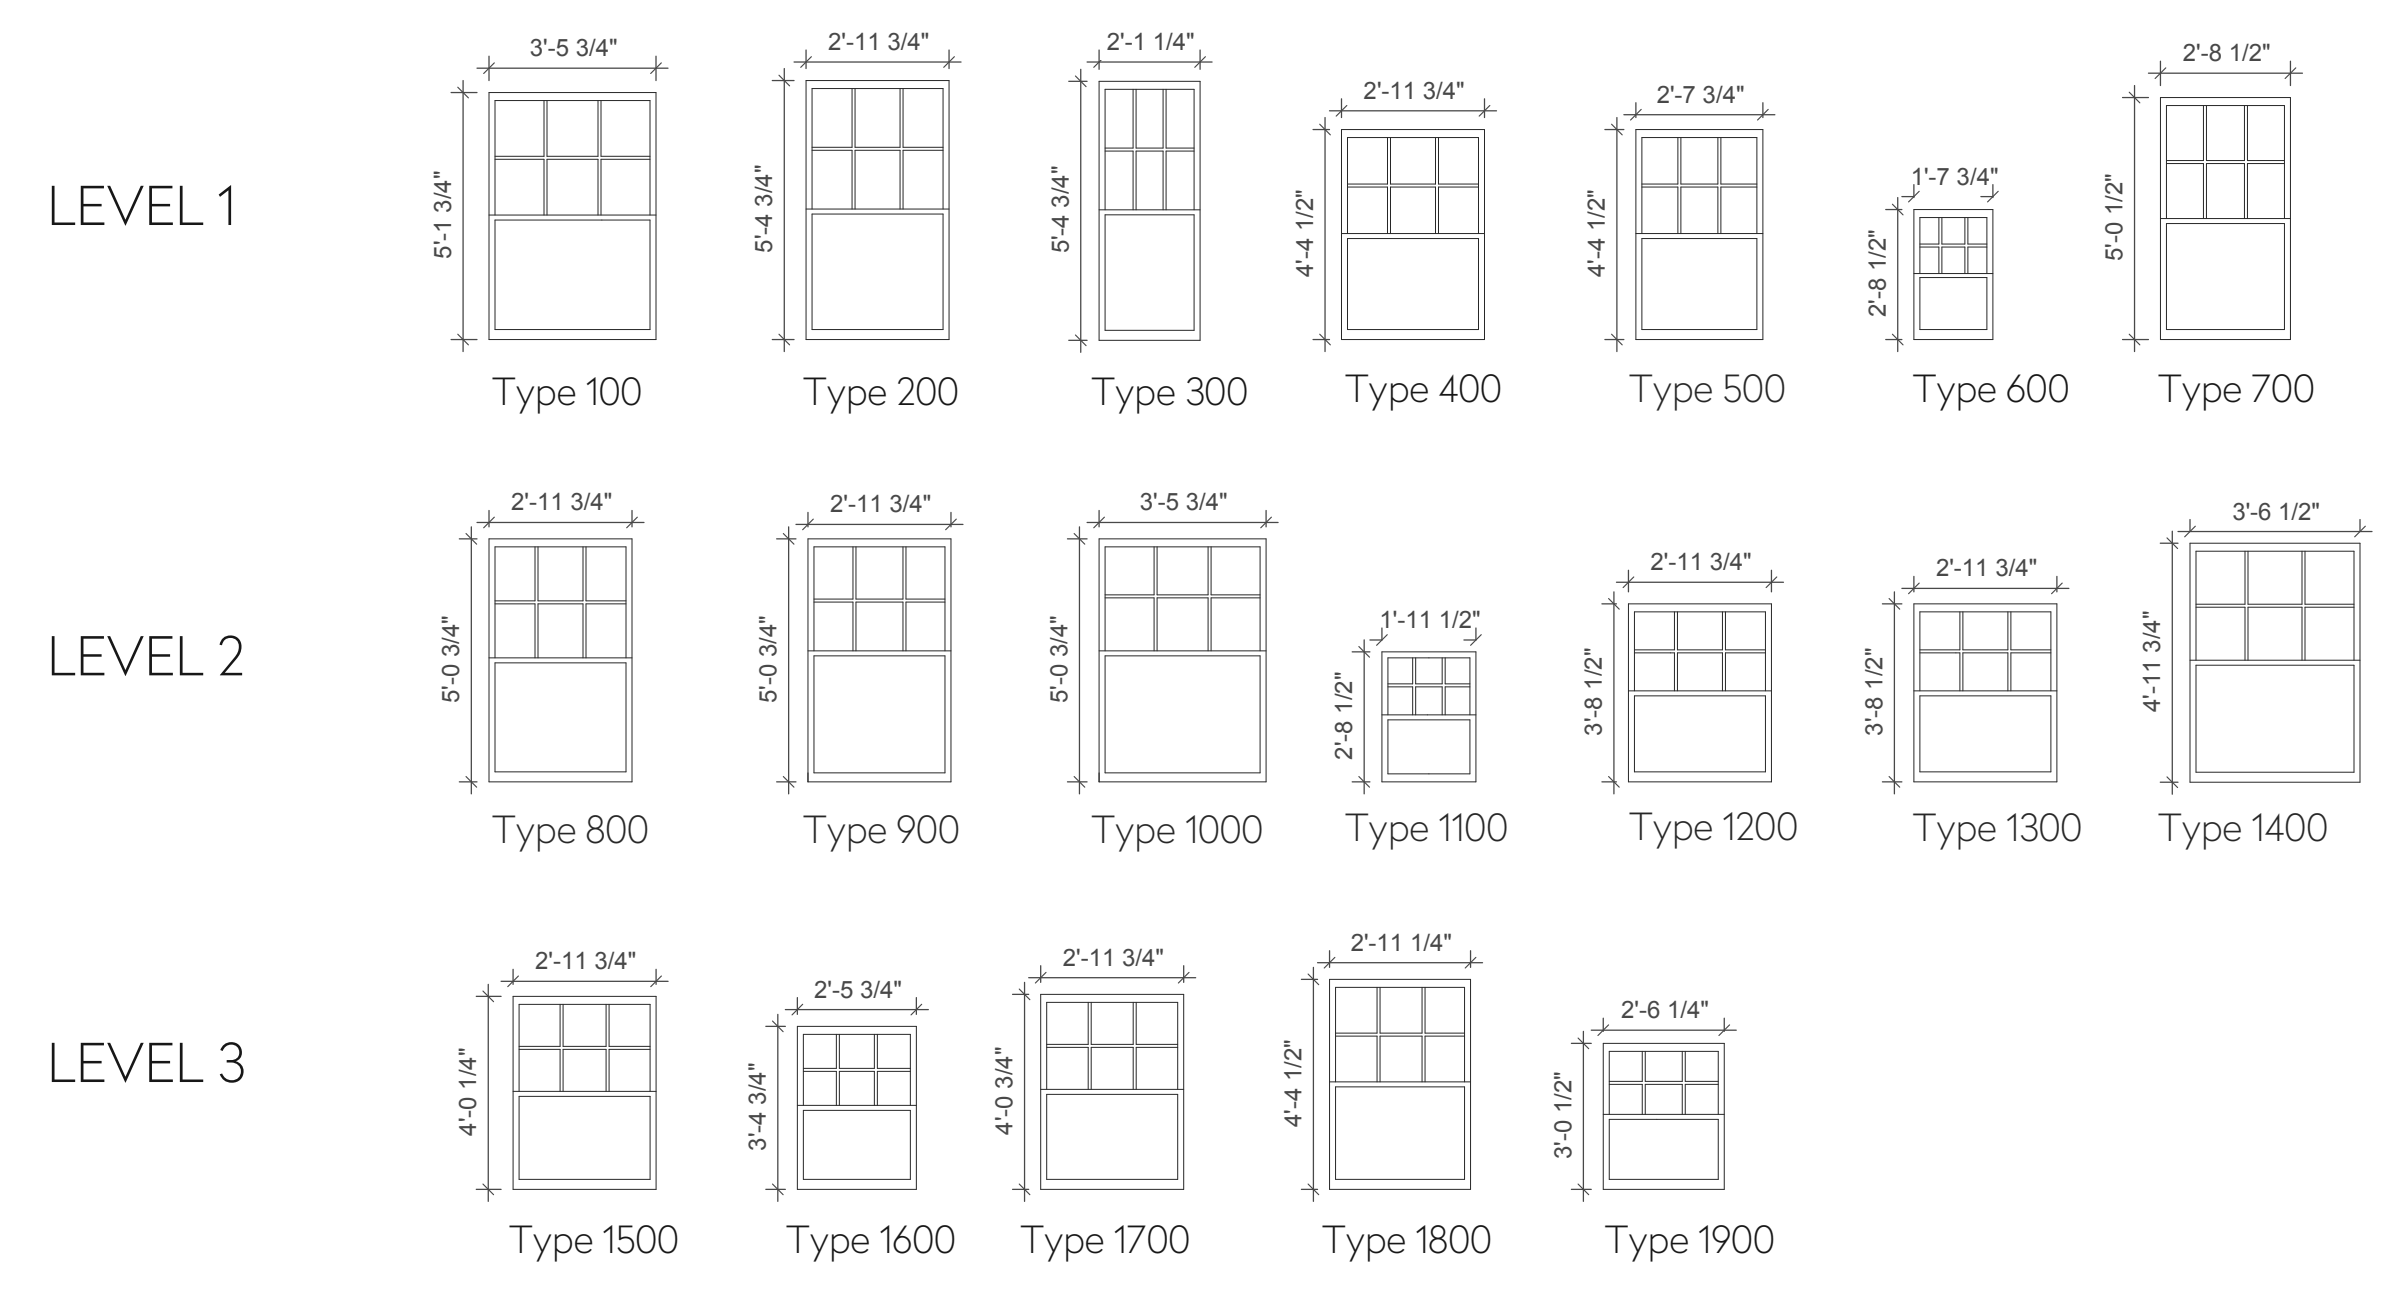 LEVEL 1
3'-5 3/4"
5'-1 3/4"
Type 100
2'-11 3/4"
5'-4 3/4"
Type 200
2'-1 1/4"
5'-4 3/4"
Type 300
2'-11 3/4"
4'-4 1/2"
Type 400
2'-7 3/4"
4'-4 1/2"
Type 500
1'-7 3/4"
2'-8 1/2"
Type 600
2'-8 1/2"
5'-0 1/2"
Type 700
LEVEL 2
2'-11 3/4"
5'-0 3/4"
Type 800
2'-11 3/4"
5'-0 3/4"
Type 900
3'-5 3/4"
5'-0 3/4"
Type 1000
1'-11 1/2"
2'-8 1/2"
Type 1100
2'-11 3/4"
3'-8 1/2"
Type 1200
2'-11 3/4"
3'-8 1/2"
Type 1300
3'-6 1/2"
4'-11 3/4"
Type 1400
LEVEL 3
2'-11 3/4"
4'-0 1/4"
Type 1500
2'-5 3/4"
3'-4 3/4"
Type 1600
2'-11 3/4"
4'-0 3/4"
Type 1700
2'-11 1/4"
4'-4 1/2"
Type 1800
2'-6 1/4"
3'-0 1/2"
Type 1900